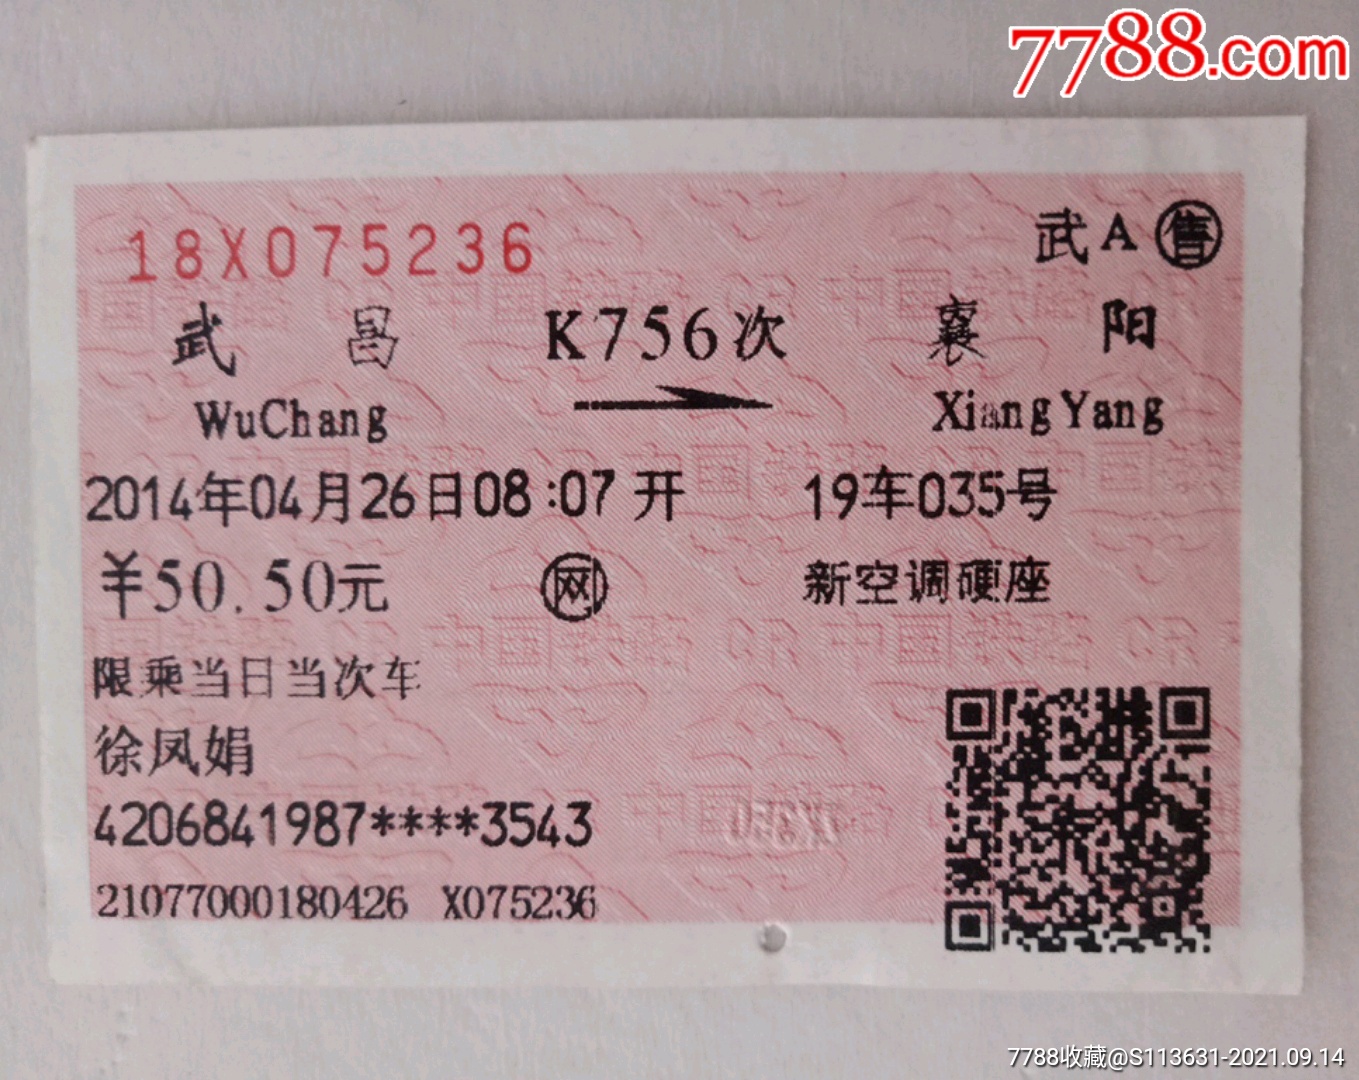 7788.com
18X075236
武A售
武昌 K756次 襄阳
WuChang XiangYang
2014年04月26日08:07开 19车035号
¥50.50元 网 新空调硬座
限乘当日当次车
徐凤娟
4206841987****3543
21077000180426 X075236
7788收藏@S113631-2021.09.14